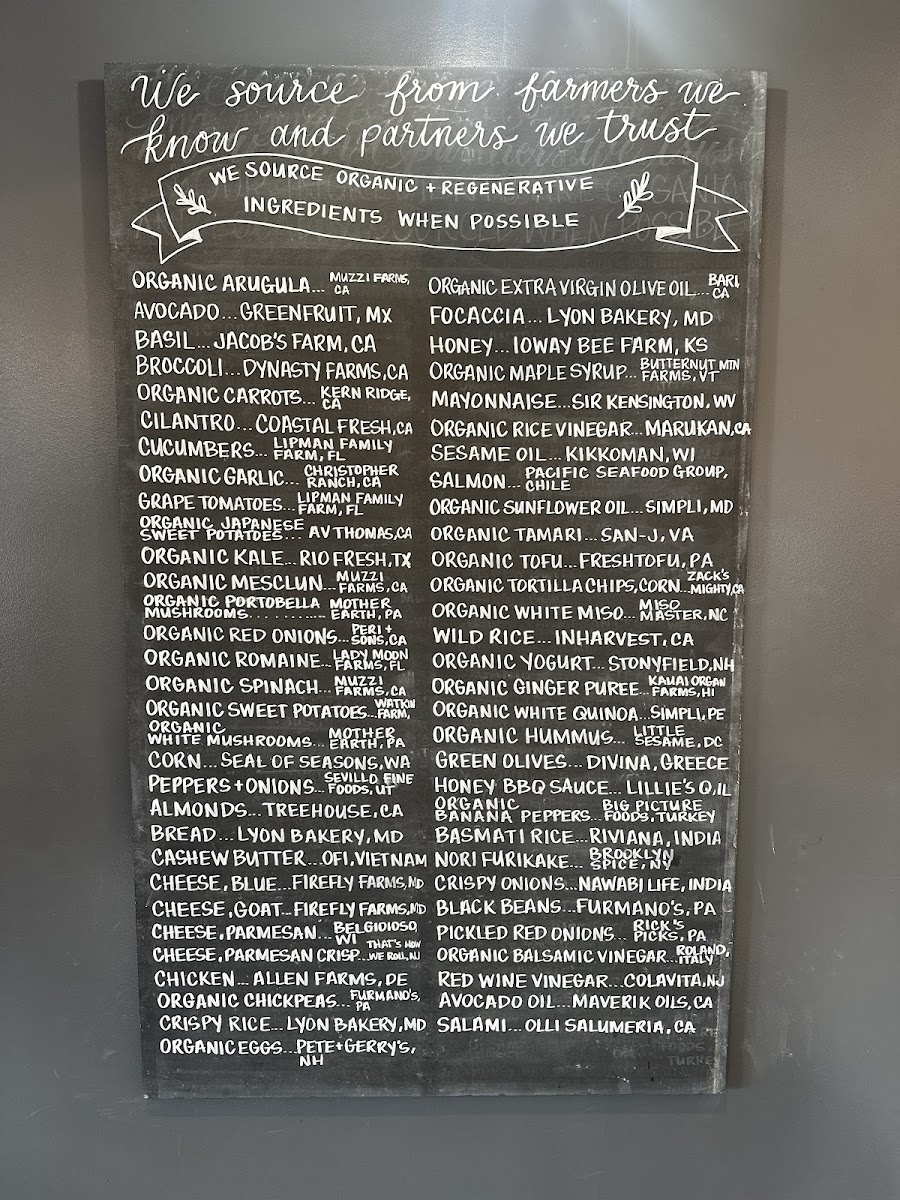 We source from farmers we
know and partners we trust
WE SOURCE ORGANIC + REGENERATIVE
INGREDIENTS WHEN POSSIBLE
ORGANIC ARUGULA... MUZZI FARMS, CA
AVOCADO... GREENFRUIT, MX
BASIL... JACOB'S FARM, CA
BROCCOLI... DYNASTY FARMS, CA
ORGANIC CARROTS... KERN RIDGE, CA
CILANTRO... COASTAL FRESH, CA
CUCUMBERS... LIPMAN FAMILY FARM, FL
ORGANIC GARLIC... CHRISTOPHER RANCH, CA
GRAPE TOMATOES... LIPMAN FAMILY FARM, FL
ORGANIC JAPANESE SWEET POTATOES... AV THOMAS, CA
ORGANIC KALE... RIO FRESH, TX
ORGANIC MESCLUN... MUZZI FARMS, CA
ORGANIC PORTOBELLA MUSHROOMS.......... MOTHER EARTH, PA
ORGANIC RED ONIONS... PERI + SONS, CA
ORGANIC ROMAINE... LADY MOON FARMS, FL
ORGANIC SPINACH... MUZZI FARMS, CA
ORGANIC SWEET POTATOES... WATKIN FARM,
ORGANIC WHITE MUSHROOMS... MOTHER EARTH, PA
CORN... SEAL OF SEASONS, WA
PEPPERS + ONIONS... SEVILLO FINE FOODS, UT
ALMONDS... TREEHOUSE, CA
BREAD... LYON BAKERY, MD
CASHEW BUTTER... OFI, VIETNAM
CHEESE, BLUE... FIREFLY FARMS, MD
CHEESE, GOAT... FIREFLY FARMS, MD
CHEESE, PARMESAN... BELGIOIOSO, WI
CHEESE, PARMESAN CRISP... THAT'S HOW WE ROLL, NJ
CHICKEN... ALLEN FARMS, DE
ORGANIC CHICKPEAS... FURMANO'S, PA
CRISPY RICE... LYON BAKERY, MD
ORGANIC EGGS... PETE + GERRY'S, NH
ORGANIC EXTRA VIRGIN OLIVE OIL... BARI, CA
FOCACCIA... LYON BAKERY, MD
HONEY... IOWAY BEE FARM, KS
ORGANIC MAPLE SYRUP... BUTTERNUT MTN FARMS, VT
MAYONNAISE... SIR KENSINGTON, WV
ORGANIC RICE VINEGAR... MARUKAN, CA
SESAME OIL... KIKKOMAN, WI
SALMON... PACIFIC SEAFOOD GROUP, CHILE
ORGANIC SUNFLOWER OIL... SIMPLI, MD
ORGANIC TAMARI... SAN-J, VA
ORGANIC TOFU... FRESHTOFU, PA
ORGANIC TORTILLA CHIPS, CORN... ZACK'S MIGHTY, CA
ORGANIC WHITE MISO... MISO MASTER, NC
WILD RICE... INHARVEST, CA
ORGANIC YOGURT... STONYFIELD, NH
ORGANIC GINGER PUREE... KAUAI ORGAN FARMS, HI
ORGANIC WHITE QUINOA... SIMPLI, PE
ORGANIC HUMMUS... LITTLE SESAME, DC
GREEN OLIVES... DIVINA, GREECE
HONEY BBQ SAUCE... LILLIE'S Q, IL
ORGANIC BANANA PEPPERS... BIG PICTURE FOODS, TURKEY
BASMATI RICE... RIVIANA, INDIA
NORI FURIKAKE... BROOKLYN SPICE, NY
CRISPY ONIONS... NAWABI LIFE, INDIA
BLACK BEANS... FURMANO'S, PA
PICKLED RED ONIONS... RICK'S PICKS, PA
ORGANIC BALSAMIC VINEGAR... ROLAND, ITALY
RED WINE VINEGAR... COLAVITA, NJ
AVOCADO OIL... MAVERIK OILS, CA
SALAMI... OLLI SALUMERIA, CA